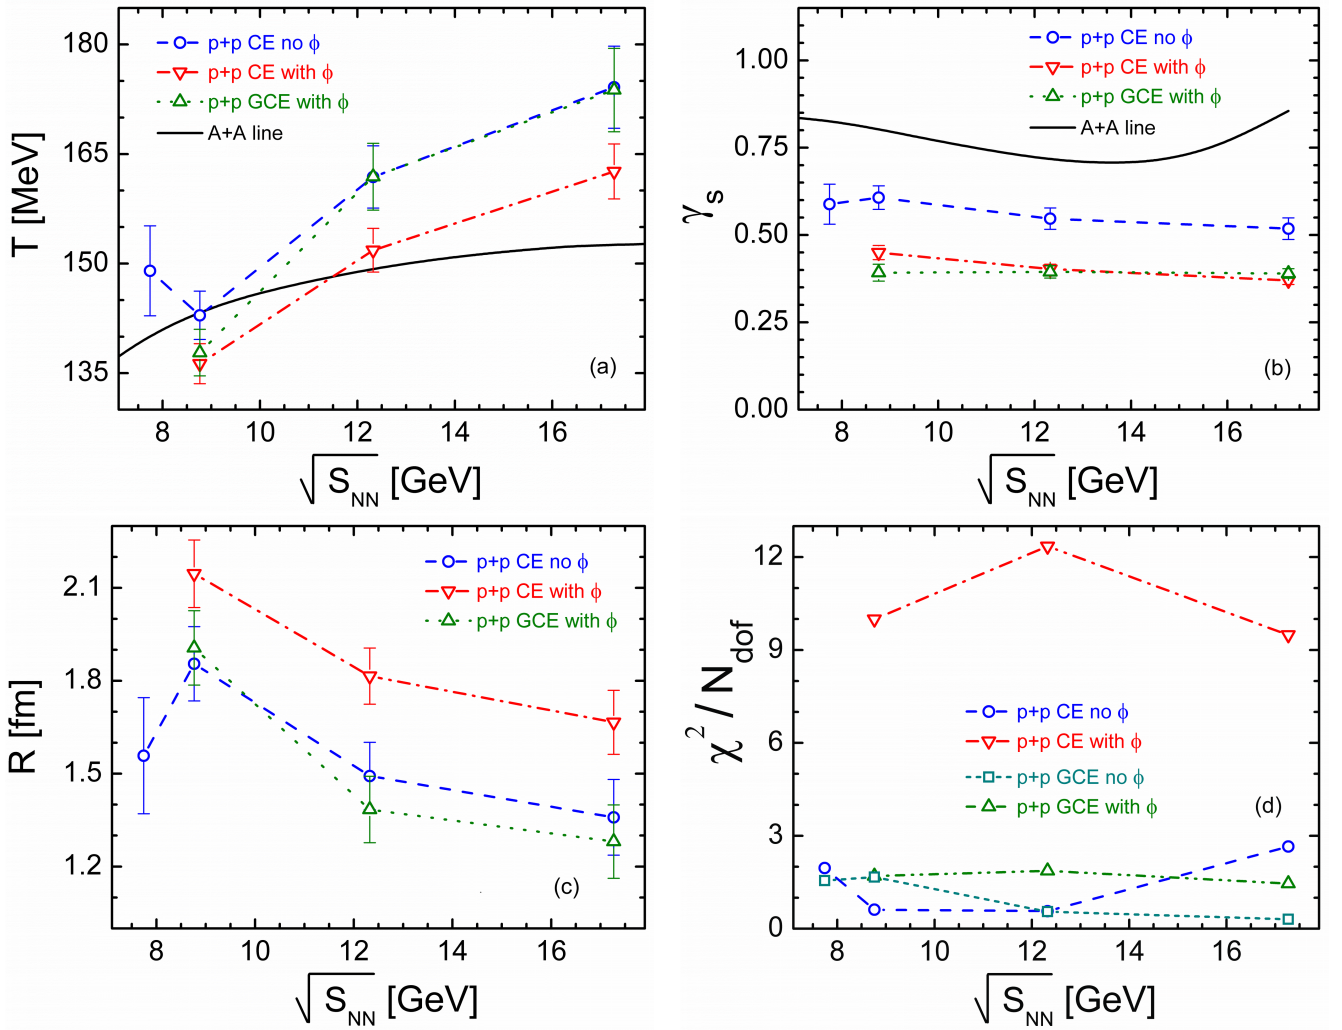 T [MeV]
180
165
150
135
p+p CE no ϕ
p+p CE with ϕ
p+p GCE with ϕ
A+A line
(a)
8 10 12 14 16
√S_NN [GeV]
γ_s
1.00
0.75
0.50
0.25
0.00
p+p CE no ϕ
p+p CE with ϕ
p+p GCE with ϕ
A+A line
(b)
8 10 12 14 16
√S_NN [GeV]
R [fm]
2.1
1.8
1.5
1.2
p+p CE no ϕ
p+p CE with ϕ
p+p GCE with ϕ
(c)
8 10 12 14 16
√S_NN [GeV]
χ² / N_dof
12
9
6
3
0
p+p CE no ϕ
p+p CE with ϕ
p+p GCE no ϕ
p+p GCE with ϕ
(d)
8 10 12 14 16
√S_NN [GeV]